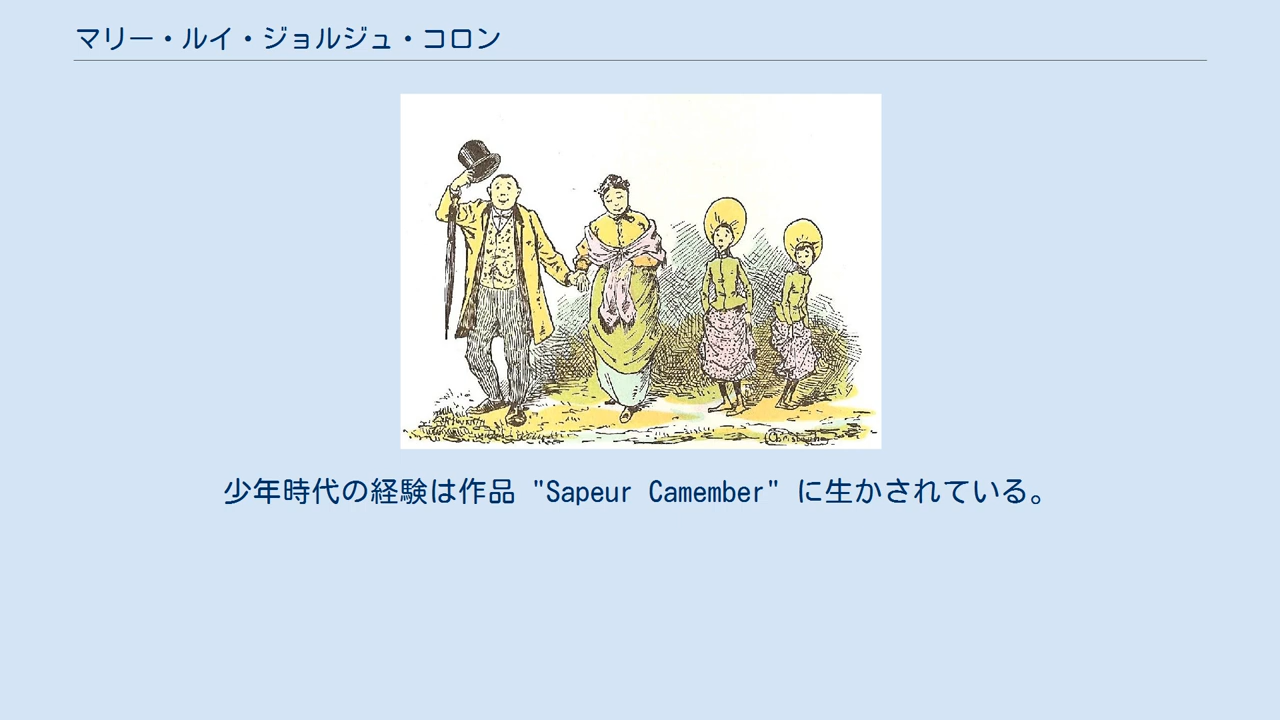 マリー・ルイ・ジョルジュ・コロン
Christophe
少年時代の経験は作品 "Sapeur Camember" に生かされている。